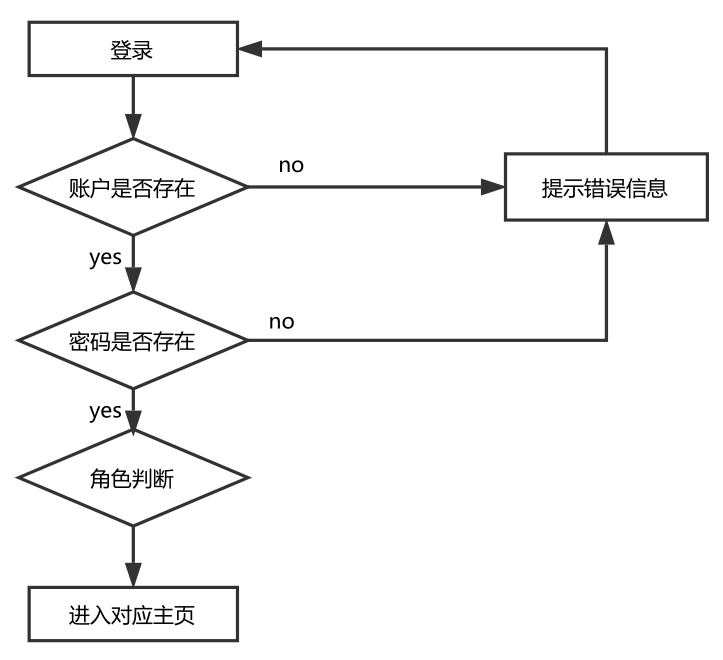 登录
账户是否存在
no
提示错误信息
yes
密码是否存在
no
yes
角色判断
进入对应主页